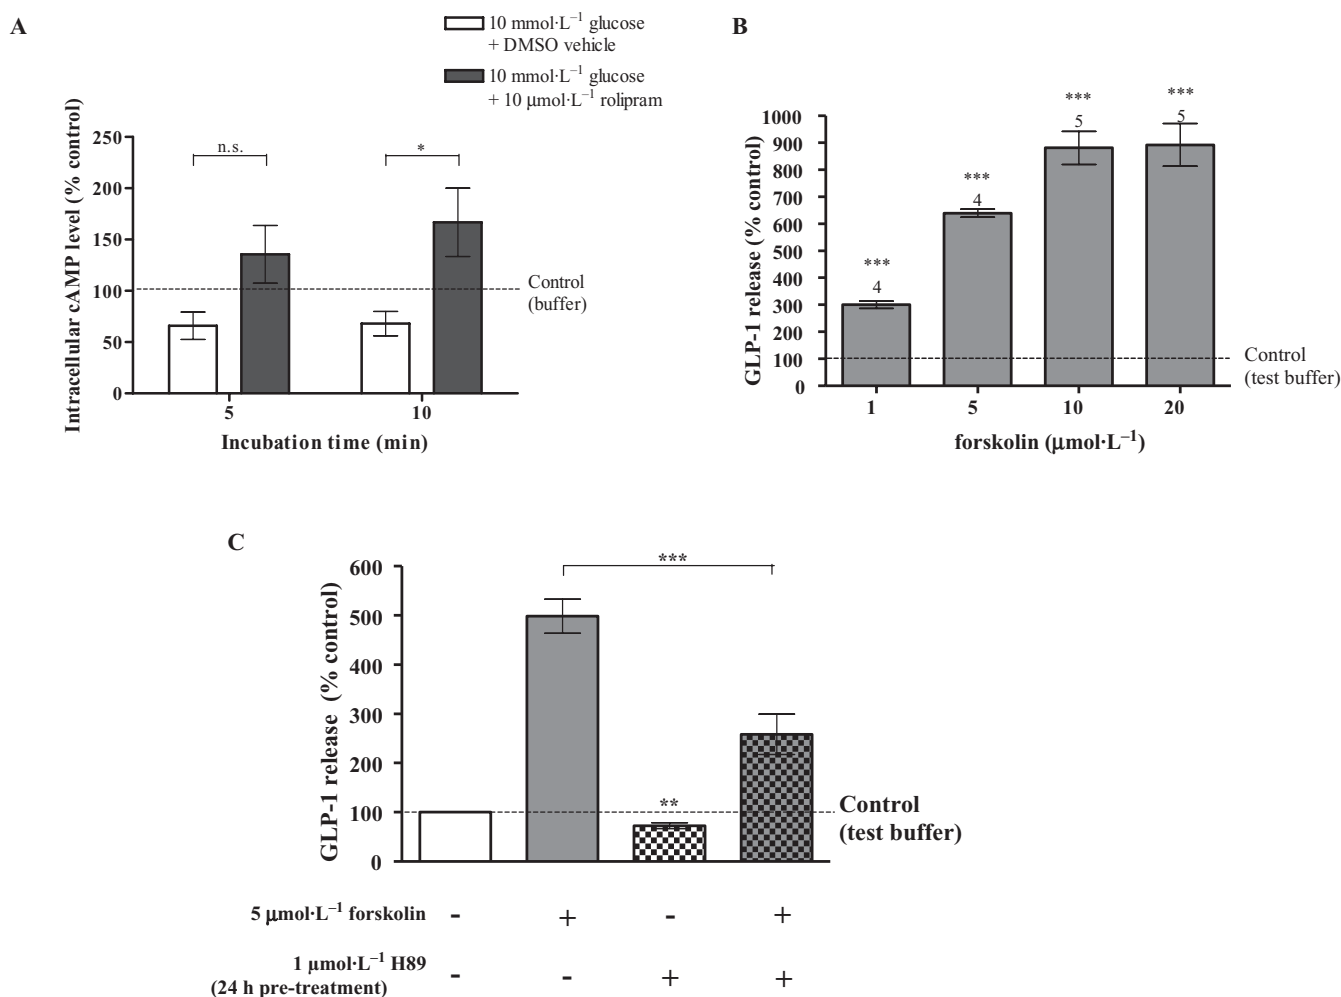 A
10 mmol·L⁻¹ glucose
+ DMSO vehicle
10 mmol·L⁻¹ glucose
+ 10 μmol·L⁻¹ rolipram
Intracellular cAMP level (% control)
250
200
150
100
50
0
n.s.
*
Control
(buffer)
5
10
Incubation time (min)
B
GLP-1 release (% control)
1000
900
800
700
600
500
400
300
200
100
0
***
4
***
4
***
5
***
5
Control
(test buffer)
1
5
10
20
forskolin (μmol·L⁻¹)
C
GLP-1 release (% control)
600
500
400
300
200
100
0
***
**
Control
(test buffer)
5 μmol·L⁻¹ forskolin - + - +
1 μmol·L⁻¹ H89
(24 h pre-treatment) - - + +